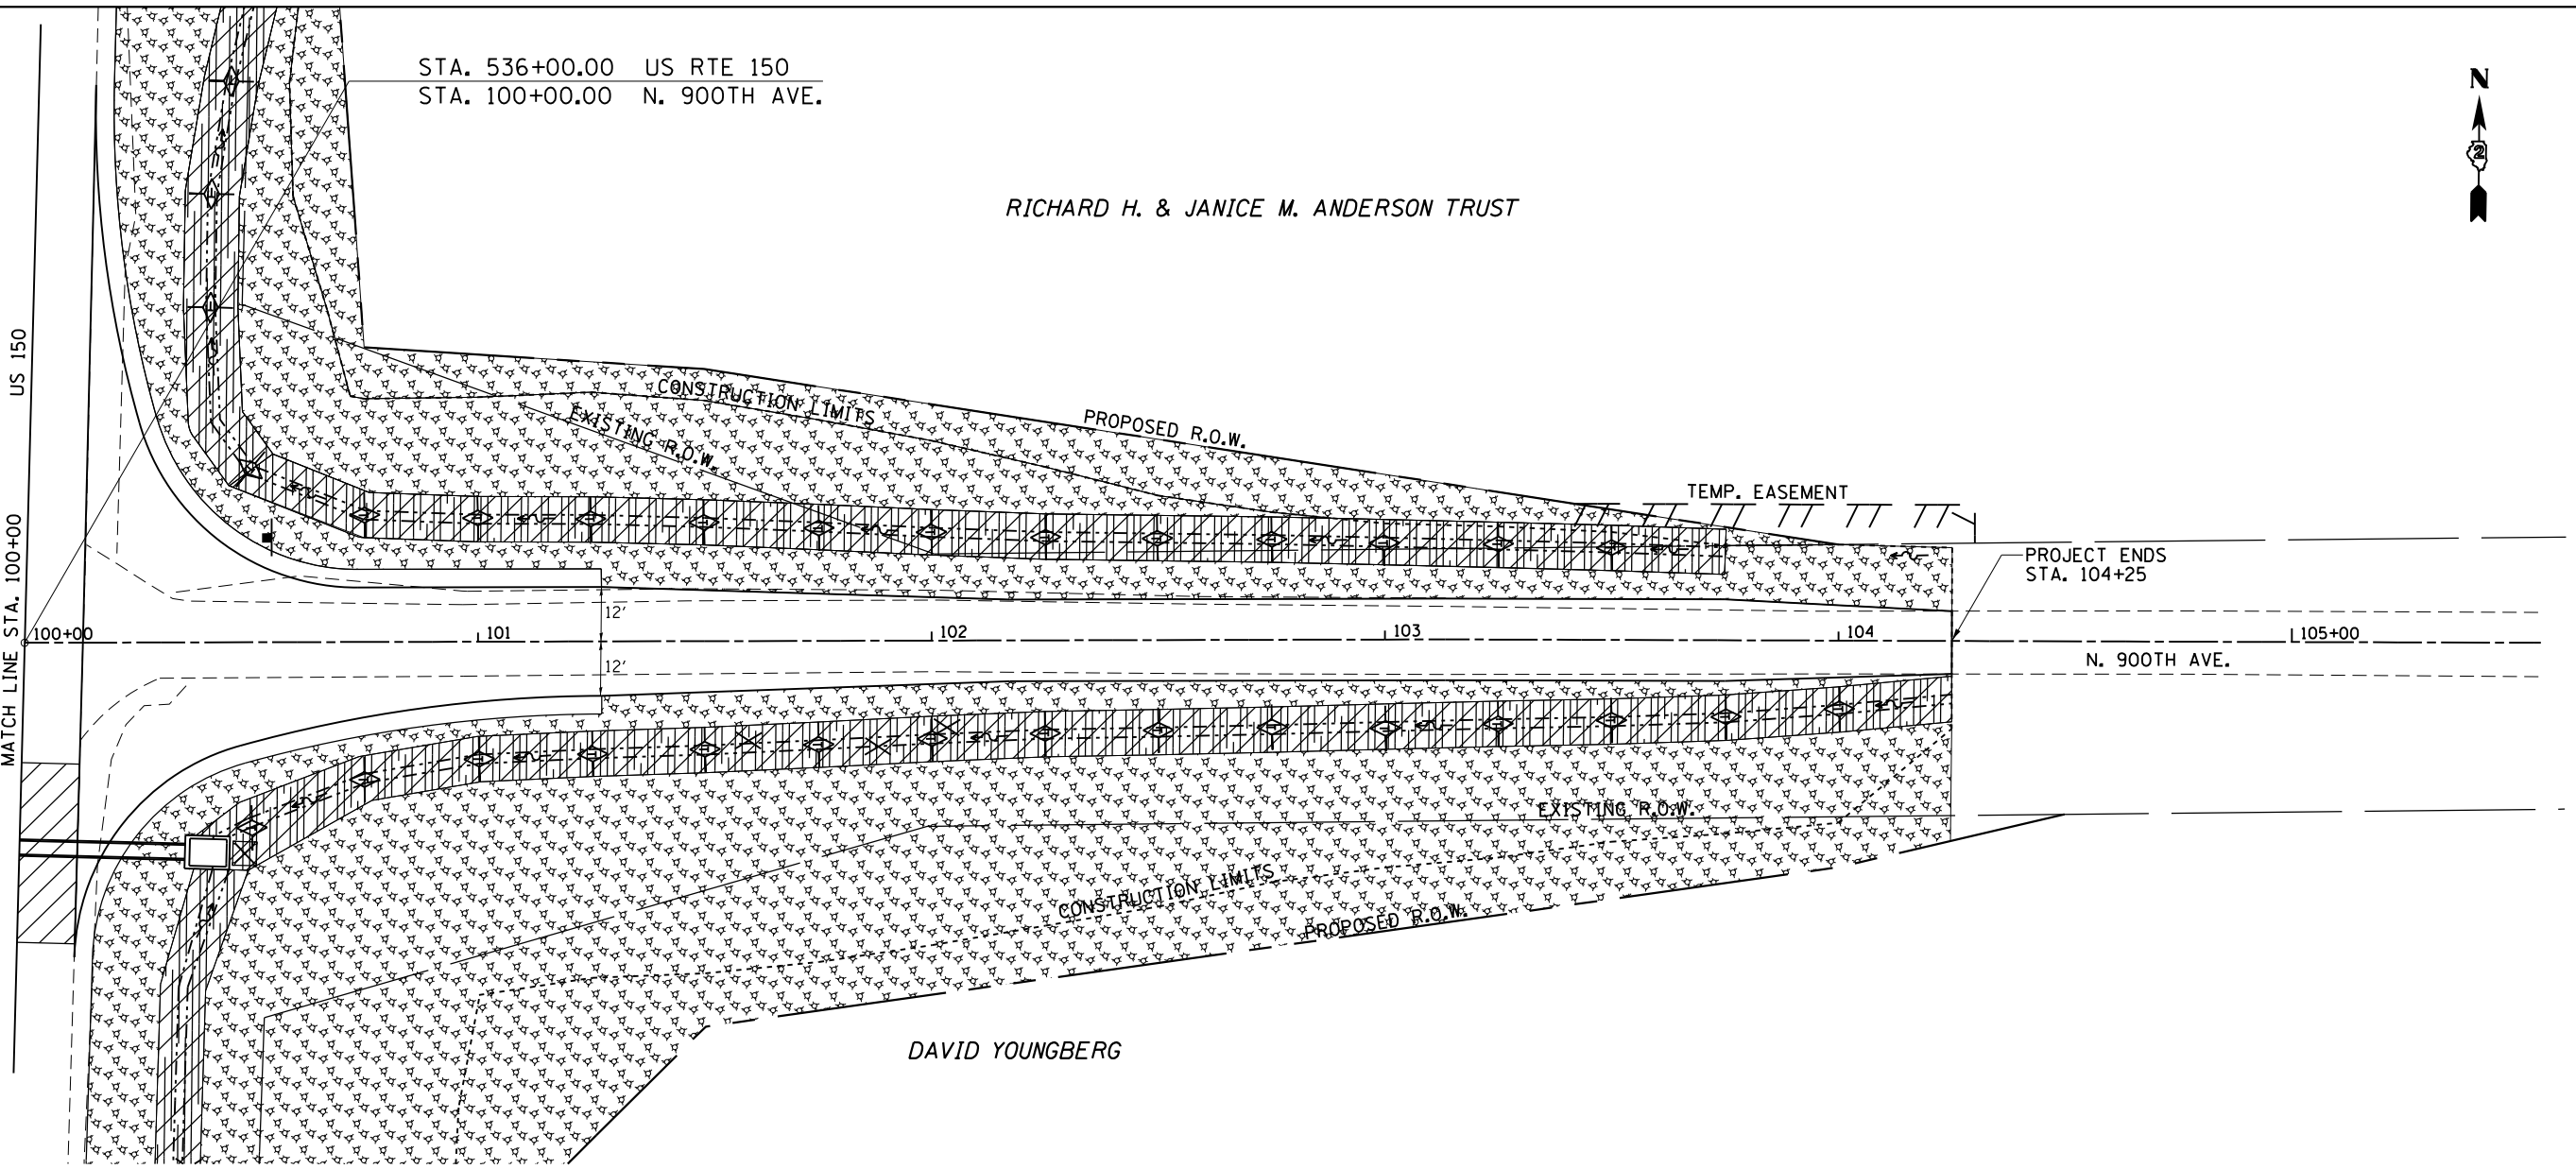 STA. 536+00.00 US RTE 150
STA. 100+00.00 N. 900TH AVE.
N
2
RICHARD H. & JANICE M. ANDERSON TRUST
US 150
MATCH LINE STA. 100+00
CONSTRUCTION LIMITS
EXISTING R.O.W.
PROPOSED R.O.W.
TEMP. EASEMENT
PROJECT ENDS
STA. 104+25
12'
100+00
101
102
103
104
105+00
12'
N. 900TH AVE.
EXISTING R.O.W.
CONSTRUCTION LIMITS
PROPOSED R.O.W.
DAVID YOUNGBERG